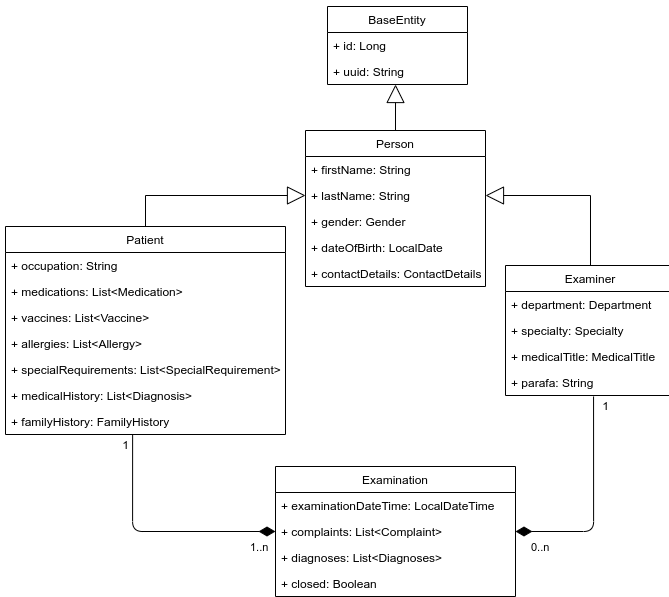 BaseEntity
+ id: Long
+ uuid: String
Person
+ firstName: String
+ lastName: String
+ gender: Gender
+ dateOfBirth: LocalDate
+ contactDetails: ContactDetails
Patient
+ occupation: String
+ medications: List<Medication>
+ vaccines: List<Vaccine>
+ allergies: List<Allergy>
+ specialRequirements: List<SpecialRequirement>
+ medicalHistory: List<Diagnosis>
+ familyHistory: FamilyHistory
1
Examiner
+ department: Department
+ specialty: Specialty
+ medicalTitle: MedicalTitle
+ parafa: String
1
Examination
+ examinationDateTime: LocalDateTime
+ complaints: List<Complaint>
+ diagnoses: List<Diagnoses>
+ closed: Boolean
1..n
0..n